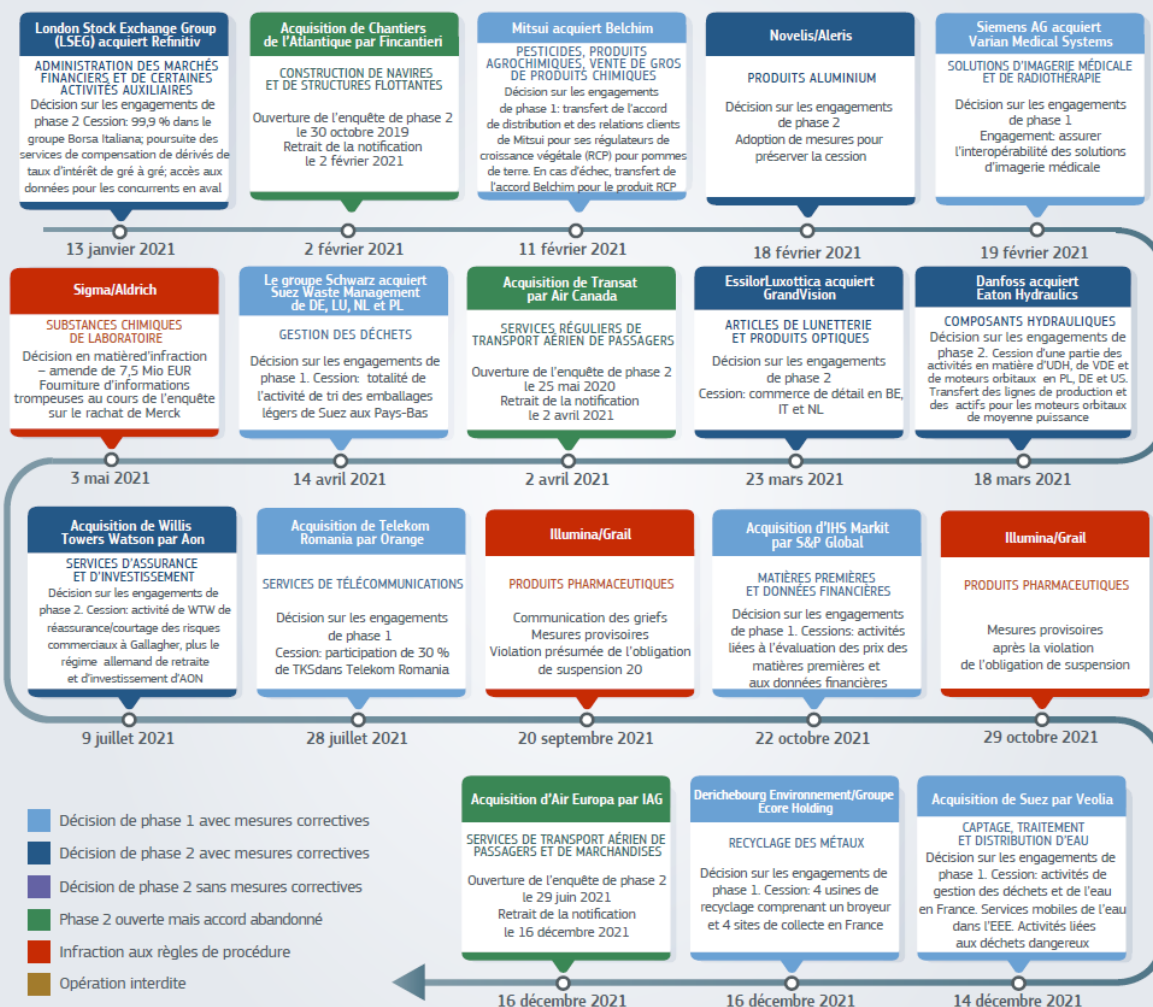 London Stock Exchange Group
(LSEG) acquiert Refinitiv
ADMINISTRATION DES MARCHÉS
FINANCIERS ET DE CERTAINES
ACTIVITÉS AUXILIAIRES
Décision sur les engagements de
phase 2 Cession: 99,9 % dans le
groupe Borsa Italiana; poursuite des
services de compensation de dérivés de
taux d'intérêt de gré à gré; accès aux
données pour les concurrents en aval
13 janvier 2021
Acquisition de Chantiers
de l'Atlantique par Fincantieri
CONSTRUCTION DE NAVIRES
ET DE STRUCTURES FLOTTANTES
Ouverture de l'enquête de phase 2
le 30 octobre 2019
Retrait de la notification
le 2 février 2021
2 février 2021
Mitsui acquiert Belchim
PESTICIDES, PRODUITS
AGROCHIMIQUES, VENTE DE GROS
DE PRODUITS CHIMIQUES
Décision sur les engagements
de phase 1: transfert de l'accord
de distribution et des relations clients
de Mitsui pour ses régulateurs de
croissance végétale (RCP) pour pommes
de terre. En cas d'échec, transfert de
l'accord Belchim pour le produit RCP
11 février 2021
Novelis/Aleris
PRODUITS ALUMINIUM
Décision sur les engagements
de phase 2
Adoption de mesures pour
préserver la cession
18 février 2021
Siemens AG acquiert
Varian Medical Systems
SOLUTIONS D'IMAGERIE MÉDICALE
ET DE RADIOTHÉRAPIE
Décision sur les engagements
de phase 1
Engagement: assurer
l'interopérabilité des solutions
d'imagerie médicale
19 février 2021
Sigma/Aldrich
SUBSTANCES CHIMIQUES
DE LABORATOIRE
Décision en matièred'infraction
– amende de 7,5 Mio EUR
Fourniture d'informations
trompeuses au cours de l'enquête
sur le rachat de Merck
3 mai 2021
Le groupe Schwarz acquiert
Suez Waste Management
de DE, LU, NL et PL
GESTION DES DÉCHETS
Décision sur les engagements de
phase 1. Cession: totalité de
l'activité de tri des emballages
légers de Suez aux Pays-Bas
14 avril 2021
Acquisition de Transat
par Air Canada
SERVICES RÉGULIERS DE
TRANSPORT AÉRIEN DE PASSAGERS
Ouverture de l'enquête de phase 2
le 25 mai 2020
Retrait de la notification
le 2 avril 2021
2 avril 2021
EssilorLuxottica acquiert
GrandVision
ARTICLES DE LUNETTERIE
ET PRODUITS OPTIQUES
Décision sur les engagements
de phase 2
Cession: commerce de détail en BE,
IT et NL
23 mars 2021
Danfoss acquiert
Eaton Hydraulics
COMPOSANTS HYDRAULIQUES
Décision sur les engagements de
phase 2. Cession d'une partie des
activités en matière d'UDH, de VDE et
de moteurs orbitaux en PL, DE et US.
Transfert des lignes de production et
des actifs pour les moteurs orbitaux
de moyenne puissance
18 mars 2021
Acquisition de Willis
Towers Watson par Aon
SERVICES D'ASSURANCE
ET D'INVESTISSEMENT
Décision sur les engagements de
phase 2. Cession: activité de WTW de
réassurance/courtage des risques
commerciaux à Gallagher, plus le
régime allemand de retraite
et d'investissement d'AON
9 juillet 2021
Acquisition de Telekom
Romania par Orange
SERVICES DE TÉLÉCOMMUNICATIONS
Décision sur les engagements
de phase 1
Cession: participation de 30 %
de TKSdans Telekom Romania
28 juillet 2021
Illumina/Grail
PRODUITS PHARMACEUTIQUES
Communication des griefs
Mesures provisoires
Violation présumée de l'obligation
de suspension 20
20 septembre 2021
Acquisition d'IHS Markit
par S&P Global
MATIÈRES PREMIÈRES
ET DONNÉES FINANCIÈRES
Décision sur les engagements
de phase 1. Cessions: activités
liées à l'évaluation des prix des
matières premières et
aux données financières
22 octobre 2021
Illumina/Grail
PRODUITS PHARMACEUTIQUES
Mesures provisoires
après la violation
de l'obligation de suspension
29 octobre 2021
Décision de phase 1 avec mesures correctives
Décision de phase 2 avec mesures correctives
Décision de phase 2 sans mesures correctives
Phase 2 ouverte mais accord abandonné
Infraction aux règles de procédure
Opération interdite
Acquisition d'Air Europa par IAG
SERVICES DE TRANSPORT AÉRIEN DE
PASSAGERS ET DE MARCHANDISES
Ouverture de l'enquête de phase 2
le 29 juin 2021
Retrait de la notification
le 16 décembre 2021
16 décembre 2021
Derichebourg Environnement/Groupe
Ecore Holding
RECYCLAGE DES MÉTAUX
Décision sur les engagements de
phase 1. Cession: 4 usines de
recyclage comprenant un broyeur
et 4 sites de collecte en France
16 décembre 2021
Acquisition de Suez par Veolia
CAPTAGE, TRAITEMENT
ET DISTRIBUTION D'EAU
Décision sur les engagements de
phase 1. Cession: activités de
gestion des déchets et de l'eau
en France. Services mobiles de l'eau
dans l'EEE. Activités liées
aux déchets dangereux
14 décembre 2021